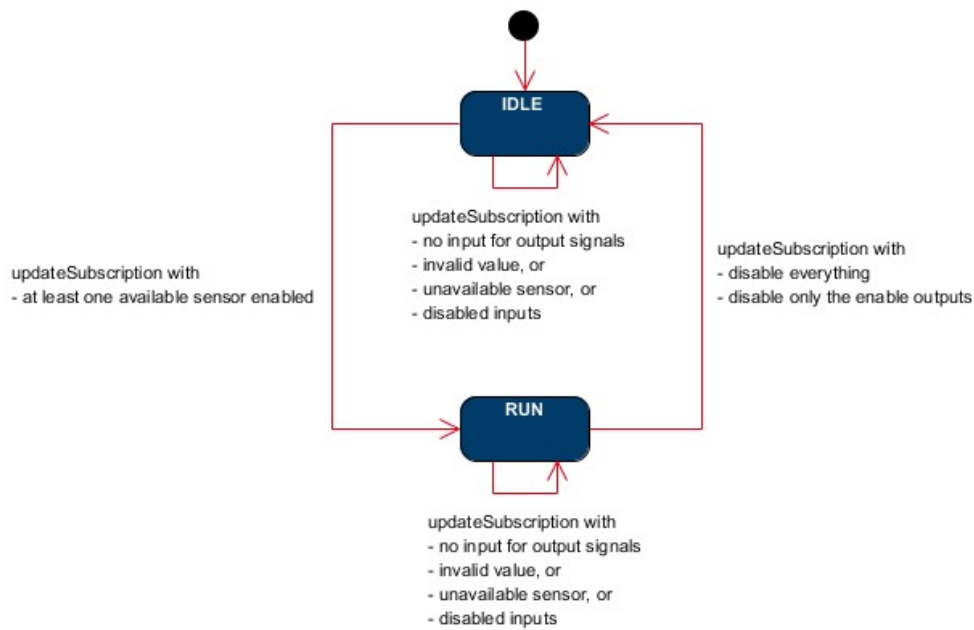 IDLE
updateSubscription with
- no input for output signals
- invalid value, or
- unavailable sensor, or
- disabled inputs
updateSubscription with
- at least one available sensor enabled
updateSubscription with
- disable everything
- disable only the enable outputs
RUN
updateSubscription with
- no input for output signals
- invalid value, or
- unavailable sensor, or
- disabled inputs